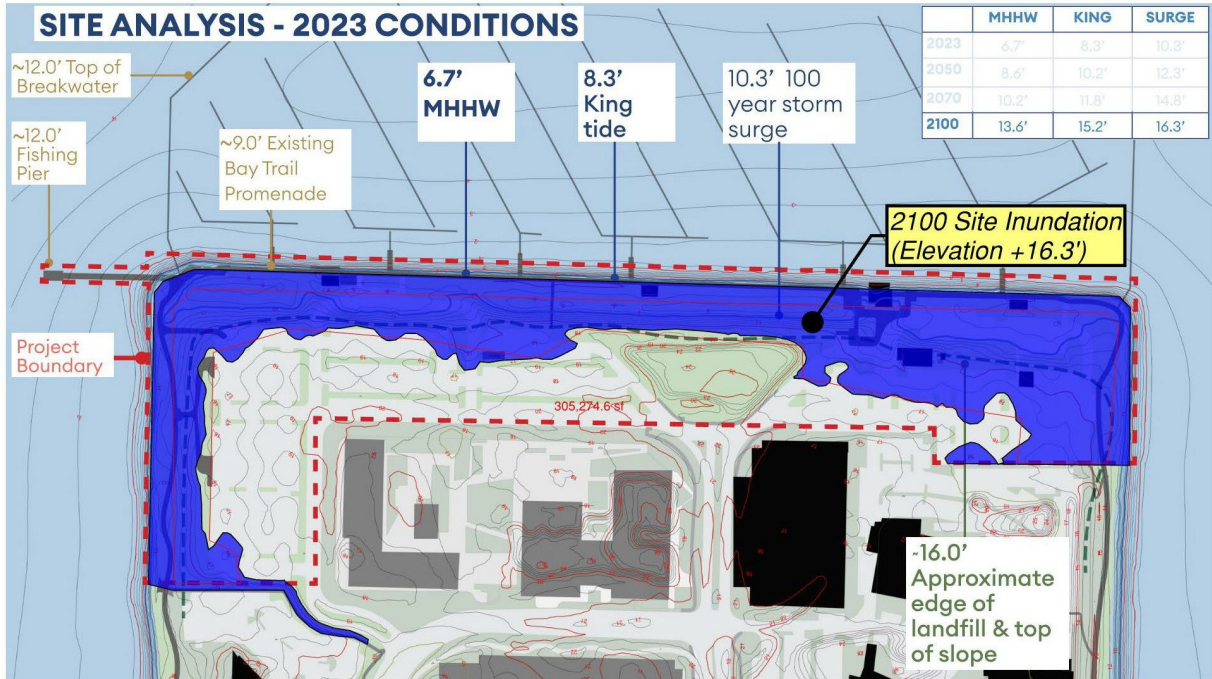 SITE ANALYSIS - 2023 CONDITIONS
MHHW KING SURGE
2023 6.7' 8.3' 10.3'
2050 8.6' 10.2' 12.3'
2070 10.2' 11.8' 14.8'
2100 13.6' 15.2' 16.3'
~12.0' Top of
Breakwater
6.7'
MHHW
8.3'
King
tide
10.3' 100
year storm
surge
~12.0'
Fishing
Pier
~9.0' Existing
Bay Trail
Promenade
2100 Site Inundation
(Elevation +16.3')
Project
Boundary
305,274.6 sf
~16.0'
Approximate
edge of
landfill & top
of slope